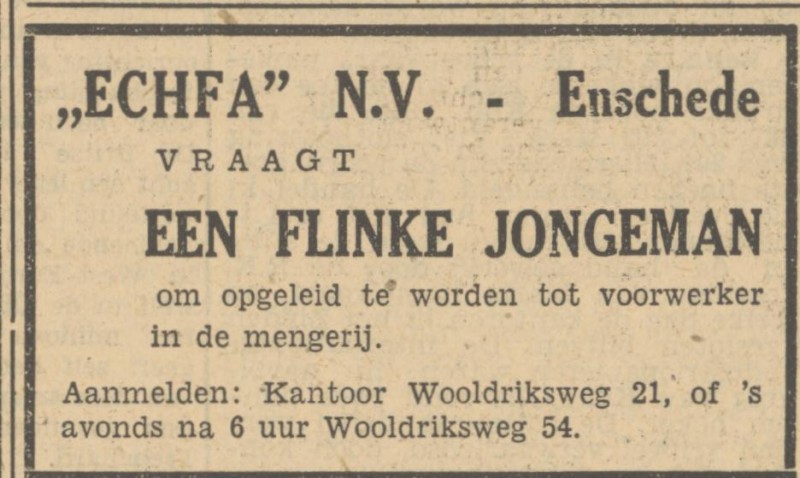 „ECHFA” N.V. - Enschede
VRAAGT
EEN FLINKE JONGEMAN
om opgeleid te worden tot voorwerker
in de mengerij.
Aanmelden: Kantoor Wooldriksweg 21, of 's
avonds na 6 uur Wooldriksweg 54.